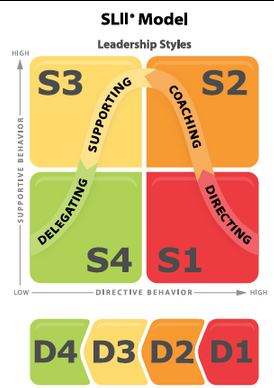 SLII® Model
Leadership Styles
HIGH
S3
S2
SUPPORTING
COACHING
SUPPORTIVE BEHAVIOR
DELEGATING
DIRECTING
S4
S1
LOW
DIRECTIVE BEHAVIOR
HIGH
D4
D3
D2
D1